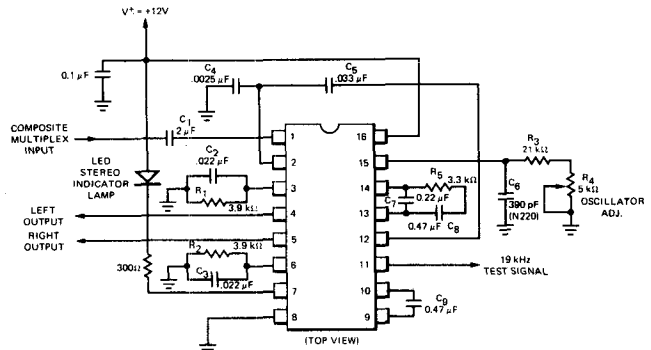 V+ = +12V
0.1 µF
C4
.0025 µF
C5
.033 µF
C1
2 µF
COMPOSITE
MULTIPLEX
INPUT
LED
STEREO
INDICATOR
LAMP
C2
.022 µF
R1
3.9 kΩ
LEFT
OUTPUT
RIGHT
OUTPUT
R2
3.9 kΩ
C3
.022 µF
300Ω
1
2
3
4
5
6
7
8
16
15
14
13
12
11
10
9
(TOP VIEW)
R5
3.3 kΩ
C7
0.22 µF
0.47 µF
C8
R3
21 kΩ
R4
5 kΩ
OSCILLATOR
ADJ.
C6
390 pF
(N220)
19 kHz
TEST SIGNAL
C9
0.47 µF